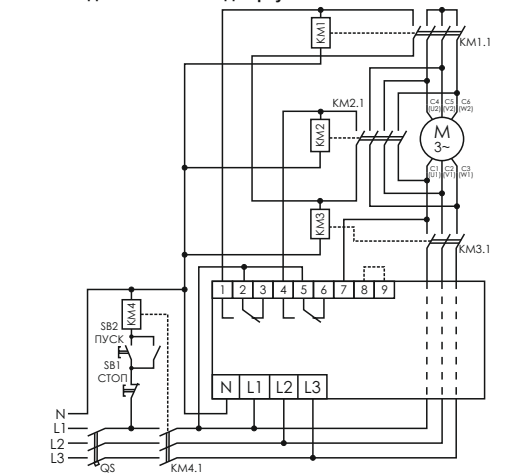 KM1
KM1.1
KM2.1
C4 C5 C6
(U2) (V2) (W2)
KM2
M
3~
C1 C2 C3
(U1) (V1) (W1)
KM3
KM3.1
1 2 3 4 5 6 7 8 9
KM4
SB2
ПУСК
SB1
СТОП
N L1 L2 L3
N
L1
L2
L3
QS KM4.1